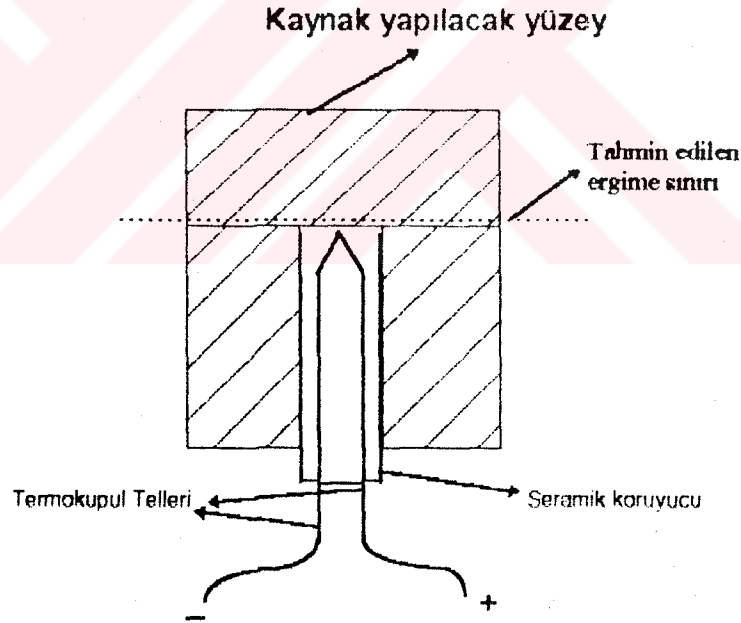 Kaynak yapılacak yüzey
Tahmin edilen
ergime sınırı
Termokupul Telleri
Seramik koruyucu
−
+